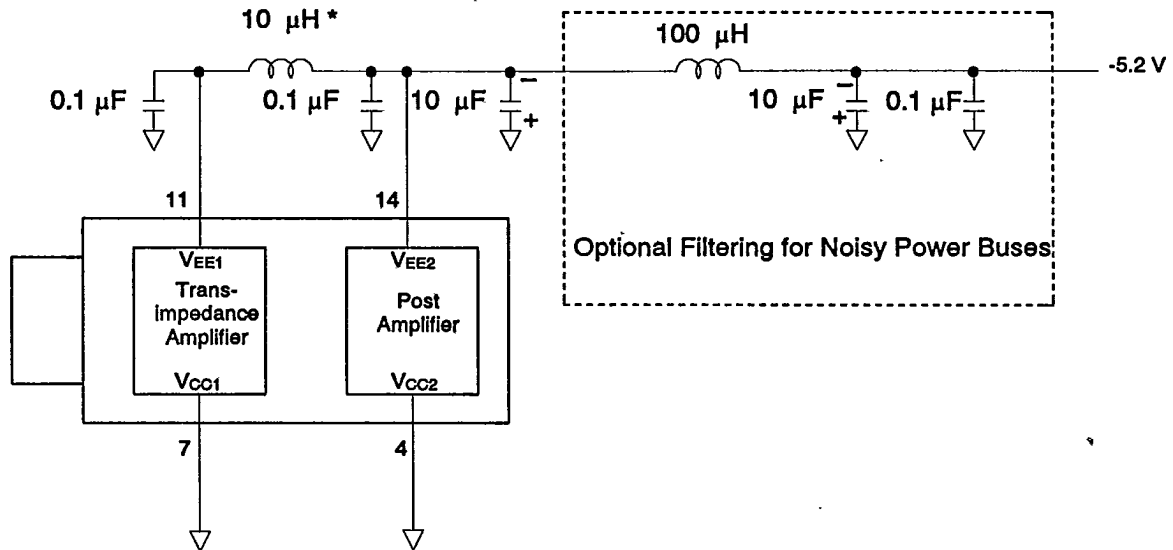 10 μH *
100 μH
-5.2 V
0.1 μF
0.1 μF
10 μF
10 μF
0.1 μF
−
+
−
+
11
14
Optional Filtering for Noisy Power Buses
VEE1
Trans-
impedance
Amplifier
VCC1
VEE2
Post
Amplifier
VCC2
7
4